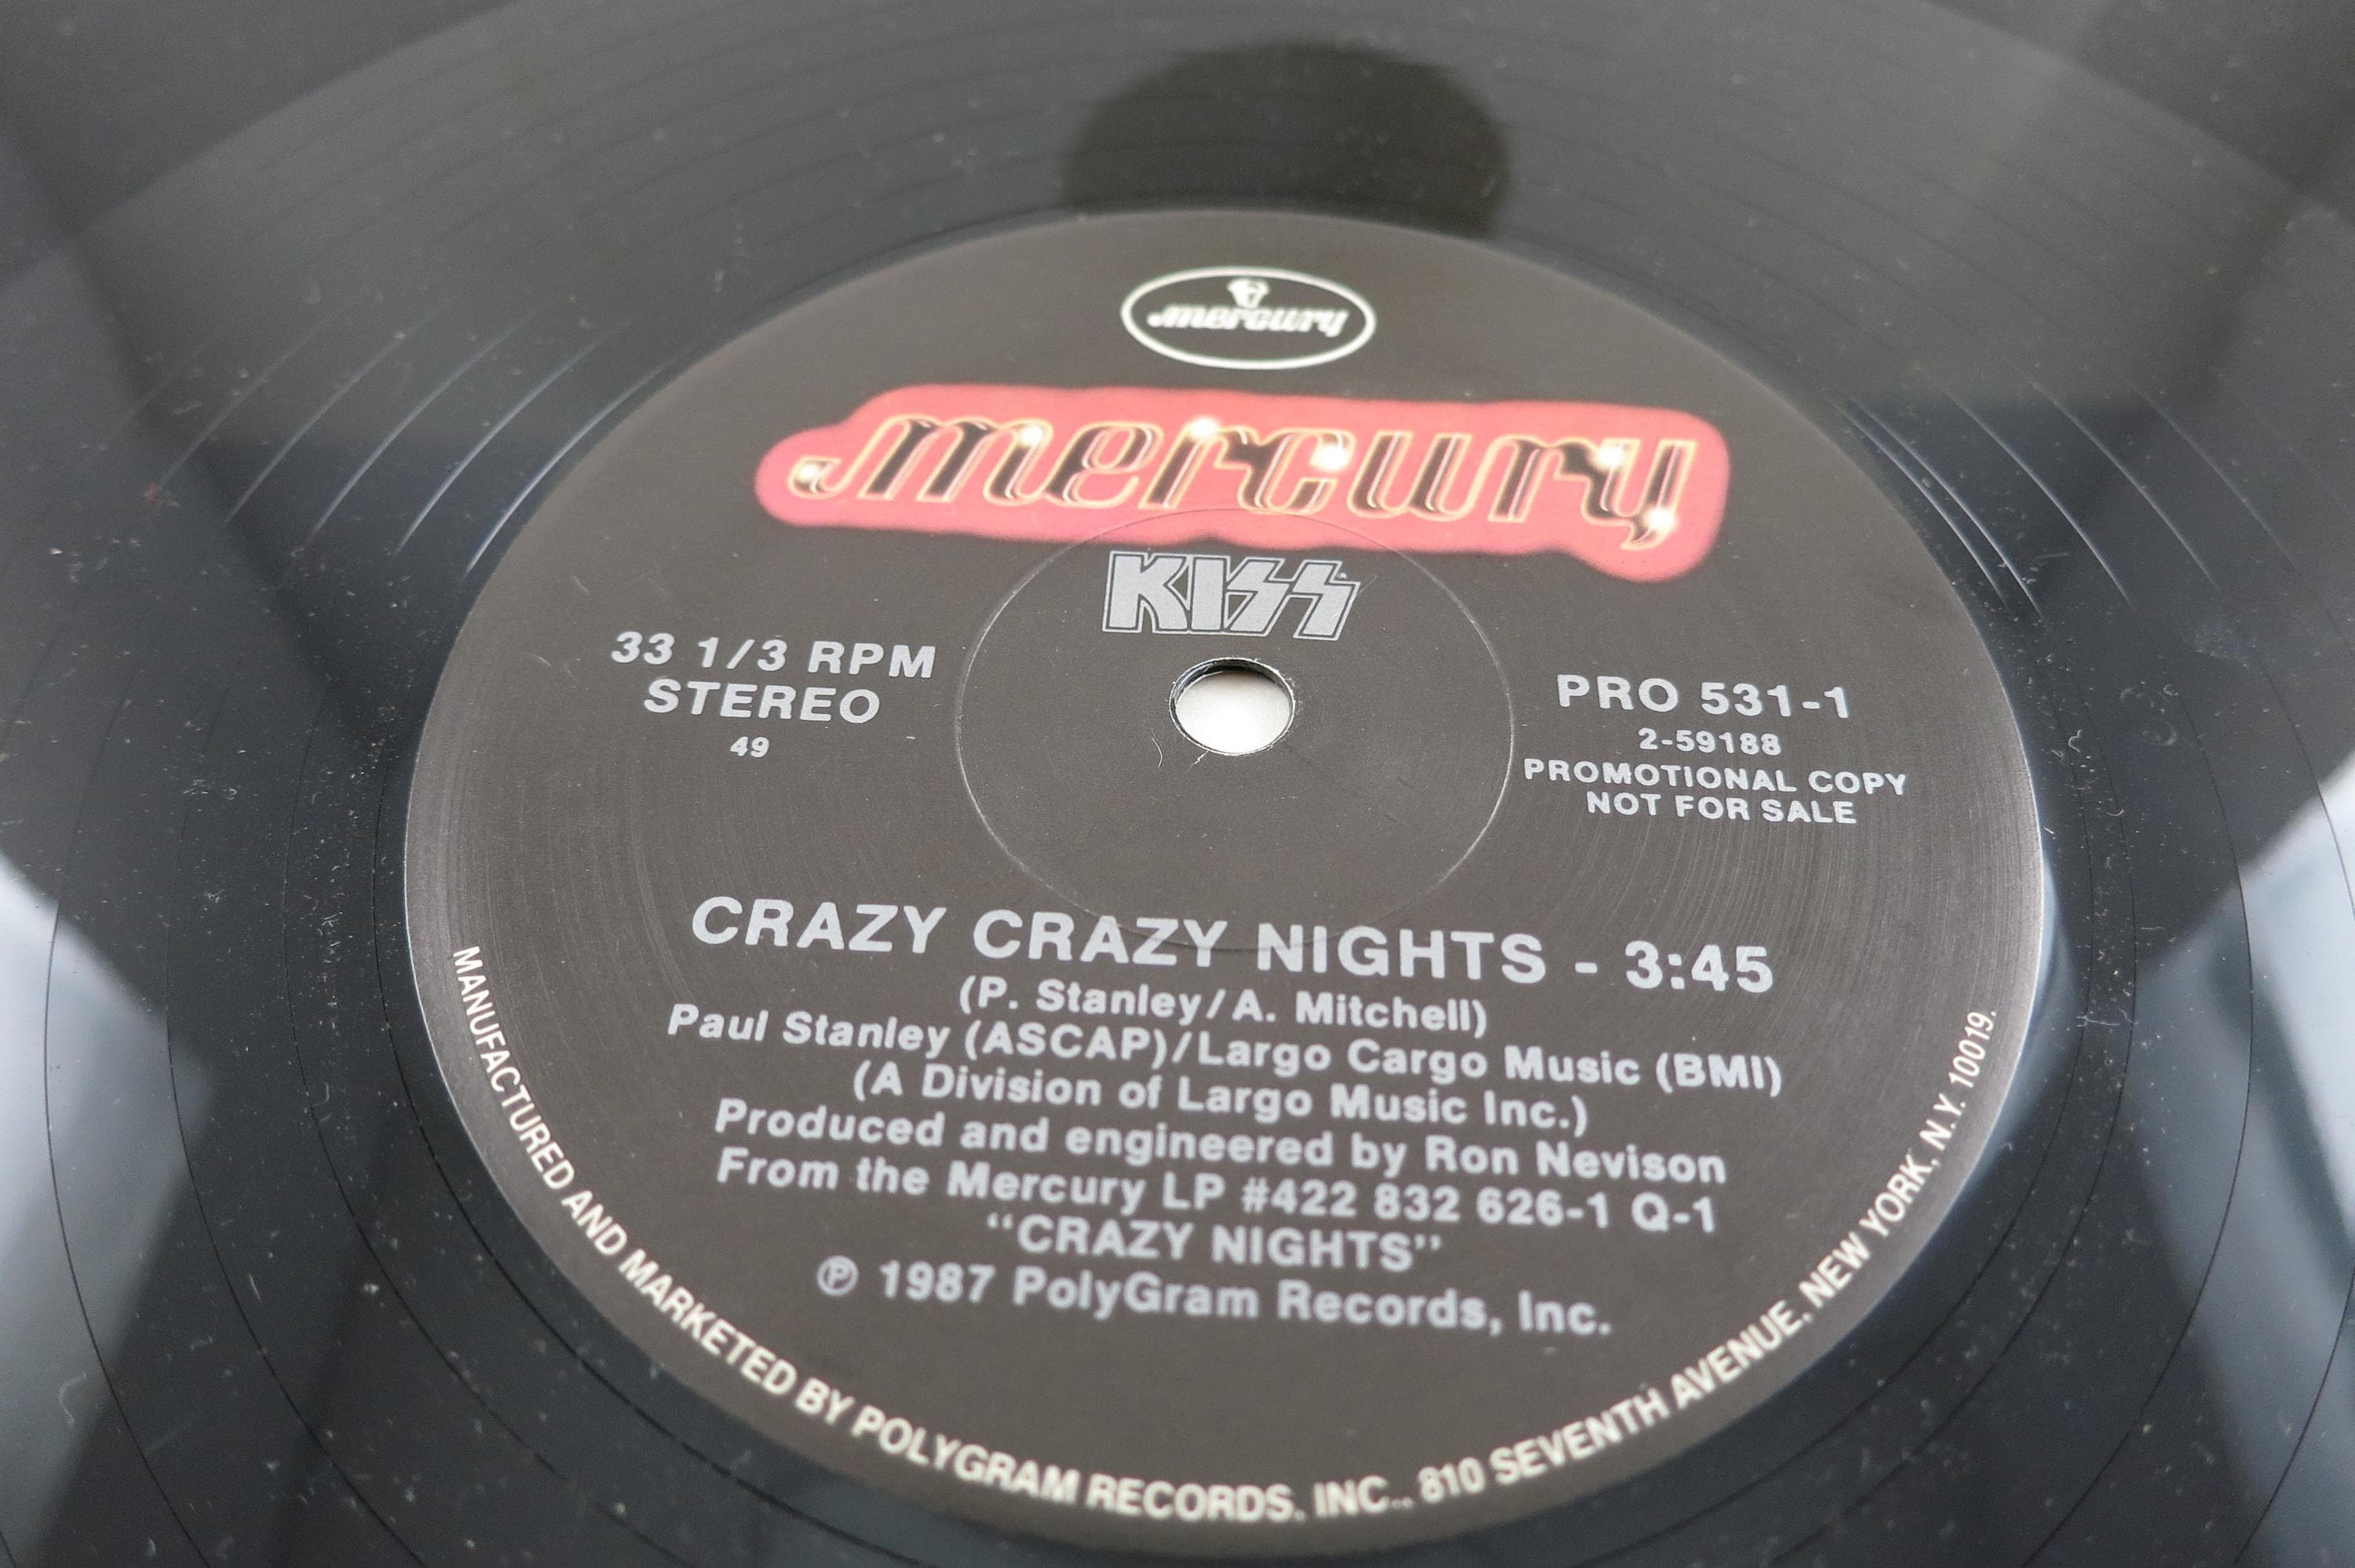 mercury
mercury
KISS
33 1/3 RPM
STEREO
49
PRO 531-1
2-59188
PROMOTIONAL COPY
NOT FOR SALE
CRAZY CRAZY NIGHTS - 3:45
(P. Stanley/A. Mitchell)
Paul Stanley (ASCAP)/Largo Cargo Music (BMI)
(A Division of Largo Music Inc.)
Produced and engineered by Ron Nevison
From the Mercury LP #422 832 626-1 Q-1
“CRAZY NIGHTS”
℗ 1987 PolyGram Records, Inc.
MANUFACTURED AND MARKETED BY POLYGRAM RECORDS, INC., 810 SEVENTH AVENUE, NEW YORK, N.Y. 10019.